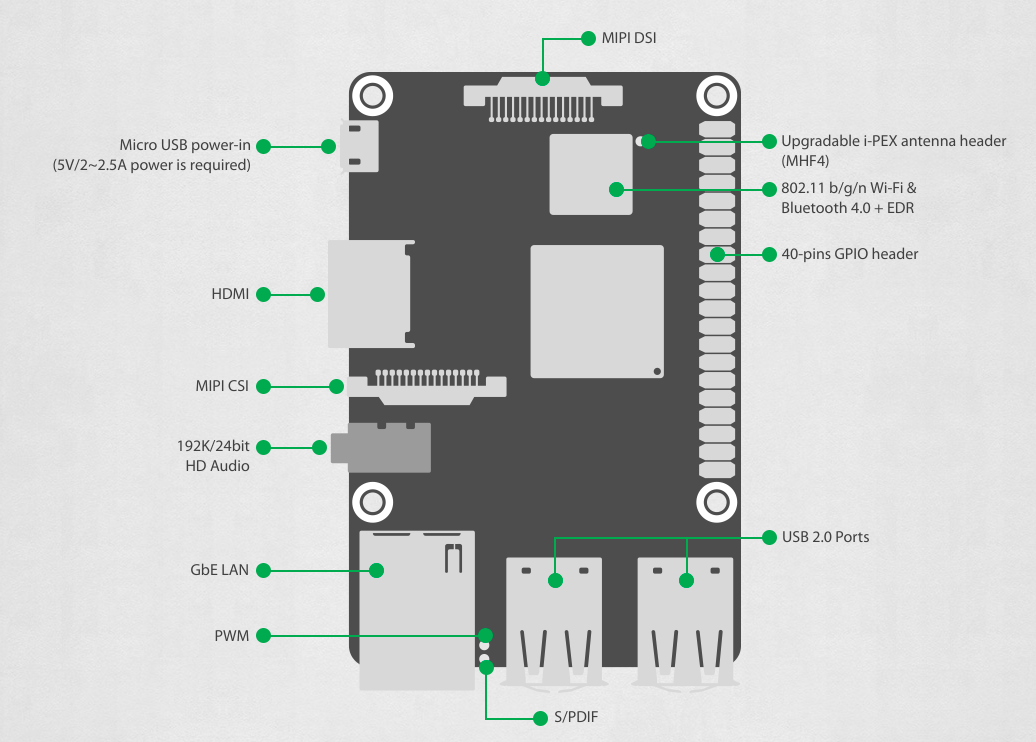 MIPI DSI
Micro USB power-in
(5V/2~2.5A power is required)
Upgradable i-PEX antenna header
(MHF4)
802.11 b/g/n Wi-Fi &
Bluetooth 4.0 + EDR
40-pins GPIO header
HDMI
MIPI CSI
192K/24bit
HD Audio
USB 2.0 Ports
GbE LAN
PWM
S/PDIF